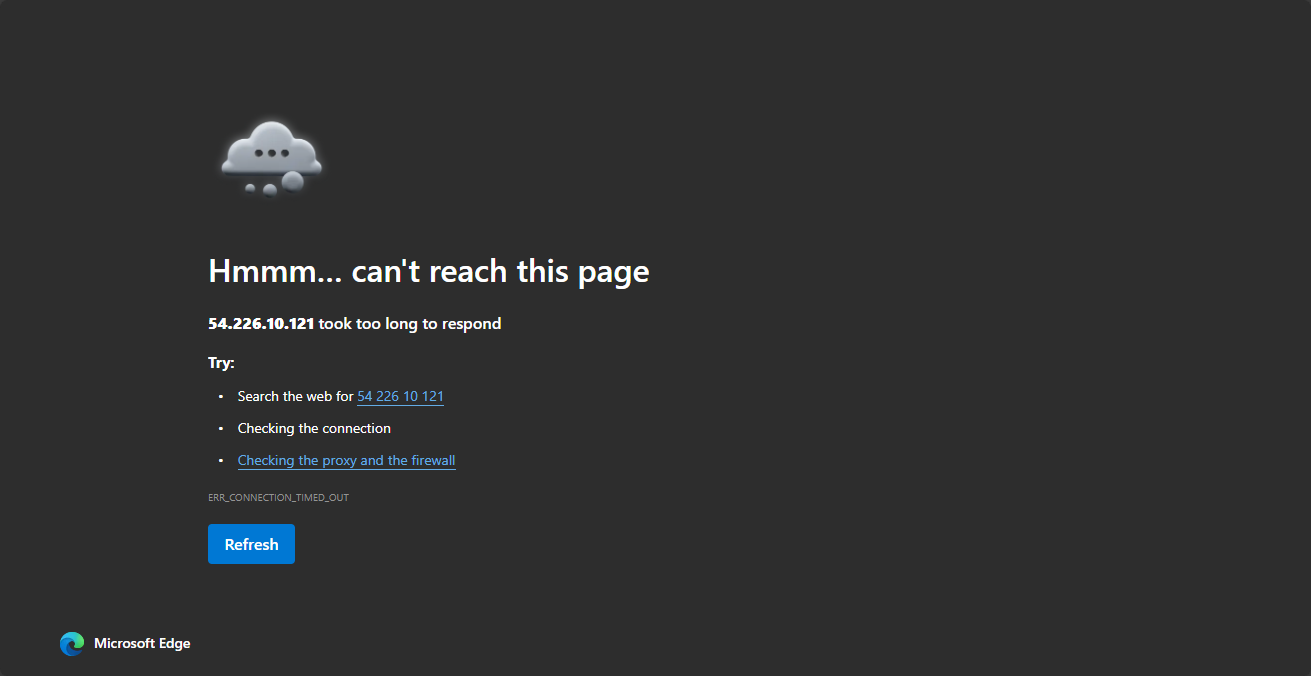 Hmmm... can't reach this page
54.226.10.121 took too long to respond
Try:
• Search the web for 54 226 10 121
• Checking the connection
• Checking the proxy and the firewall
ERR_CONNECTION_TIMED_OUT
Refresh
Microsoft Edge